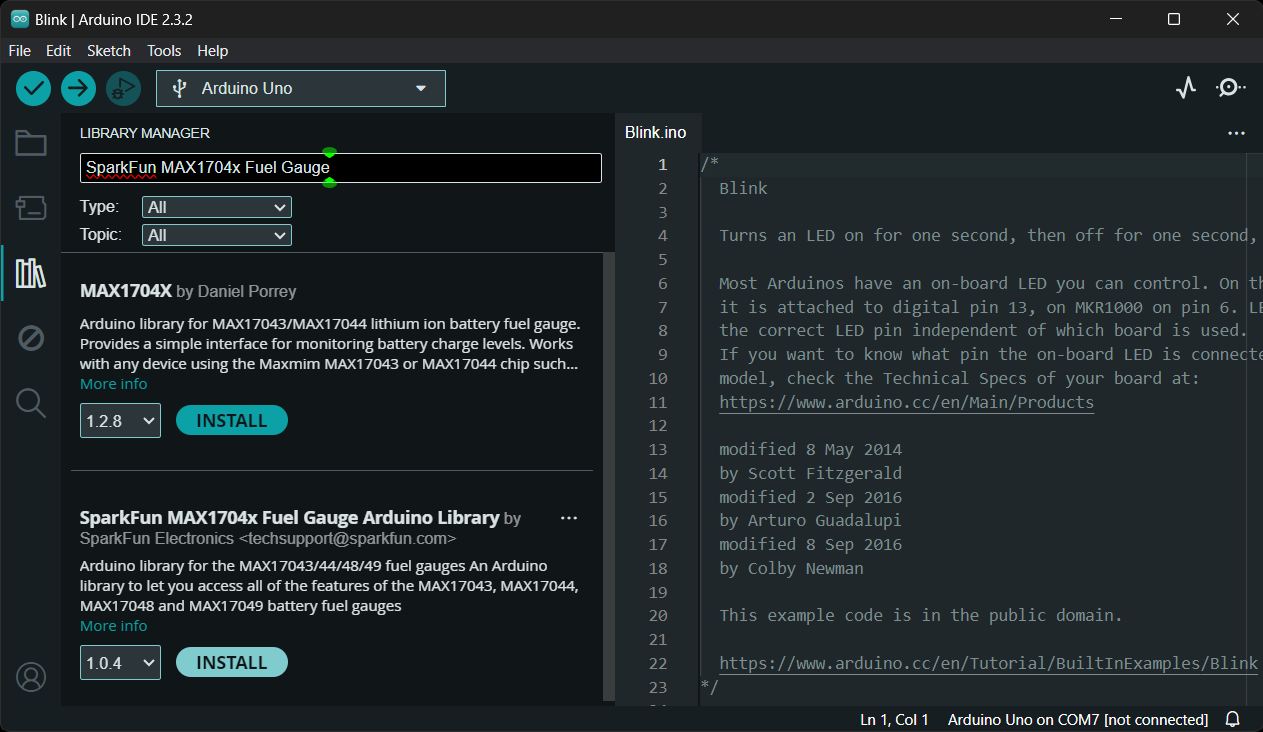 Blink | Arduino IDE 2.3.2
File Edit Sketch Tools Help
Arduino Uno
LIBRARY MANAGER
SparkFun MAX1704x Fuel Gauge
Type: All
Topic: All
MAX1704X by Daniel Porrey
Arduino library for MAX17043/MAX17044 lithium ion battery fuel gauge.
Provides a simple interface for monitoring battery charge levels. Works
with any device using the Maxmim MAX17043 or MAX17044 chip such...
More info
1.2.8 INSTALL
SparkFun MAX1704x Fuel Gauge Arduino Library by
SparkFun Electronics <techsupport@sparkfun.com>
Arduino library for the MAX17043/44/48/49 fuel gauges An Arduino
library to let you access all of the features of the MAX17043, MAX17044,
MAX17048 and MAX17049 battery fuel gauges
More info
1.0.4 INSTALL
Blink.ino
1 /*
2 Blink
3
4 Turns an LED on for one second, then off for one second,
5
6 Most Arduinos have an on-board LED you can control. On th
7 it is attached to digital pin 13, on MKR1000 on pin 6. LE
8 the correct LED pin independent of which board is used.
9 If you want to know what pin the on-board LED is connecte
10 model, check the Technical Specs of your board at:
11 https://www.arduino.cc/en/Main/Products
12
13 modified 8 May 2014
14 by Scott Fitzgerald
15 modified 2 Sep 2016
16 by Arturo Guadalupi
17 modified 8 Sep 2016
18 by Colby Newman
19
20 This example code is in the public domain.
21
22 https://www.arduino.cc/en/Tutorial/BuiltInExamples/Blink
23 */
Ln 1, Col 1 Arduino Uno on COM7 [not connected]